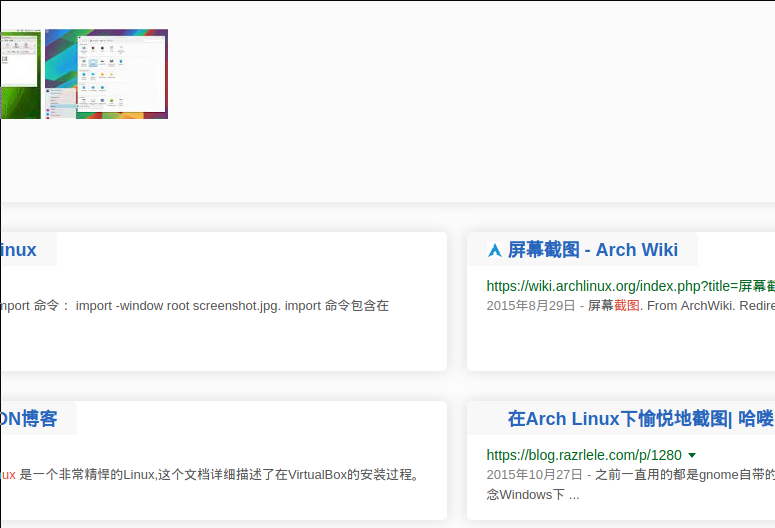 inux
屏幕截图 - Arch Wiki
https://wiki.archlinux.org/index.php?title=屏幕截
mport 命令 ： import -window root screenshot.jpg. import 命令包含在
2015年8月29日 - 屏幕截图. From ArchWiki. Redire
ON博客
在Arch Linux下愉悦地截图| 哈喽
https://blog.razrlele.com/p/1280
ux 是一个非常精悍的Linux,这个文档详细描述了在VirtualBox的安装过程。
2015年10月27日 - 之前一直用的都是gnome自带的
念Windows下 ...